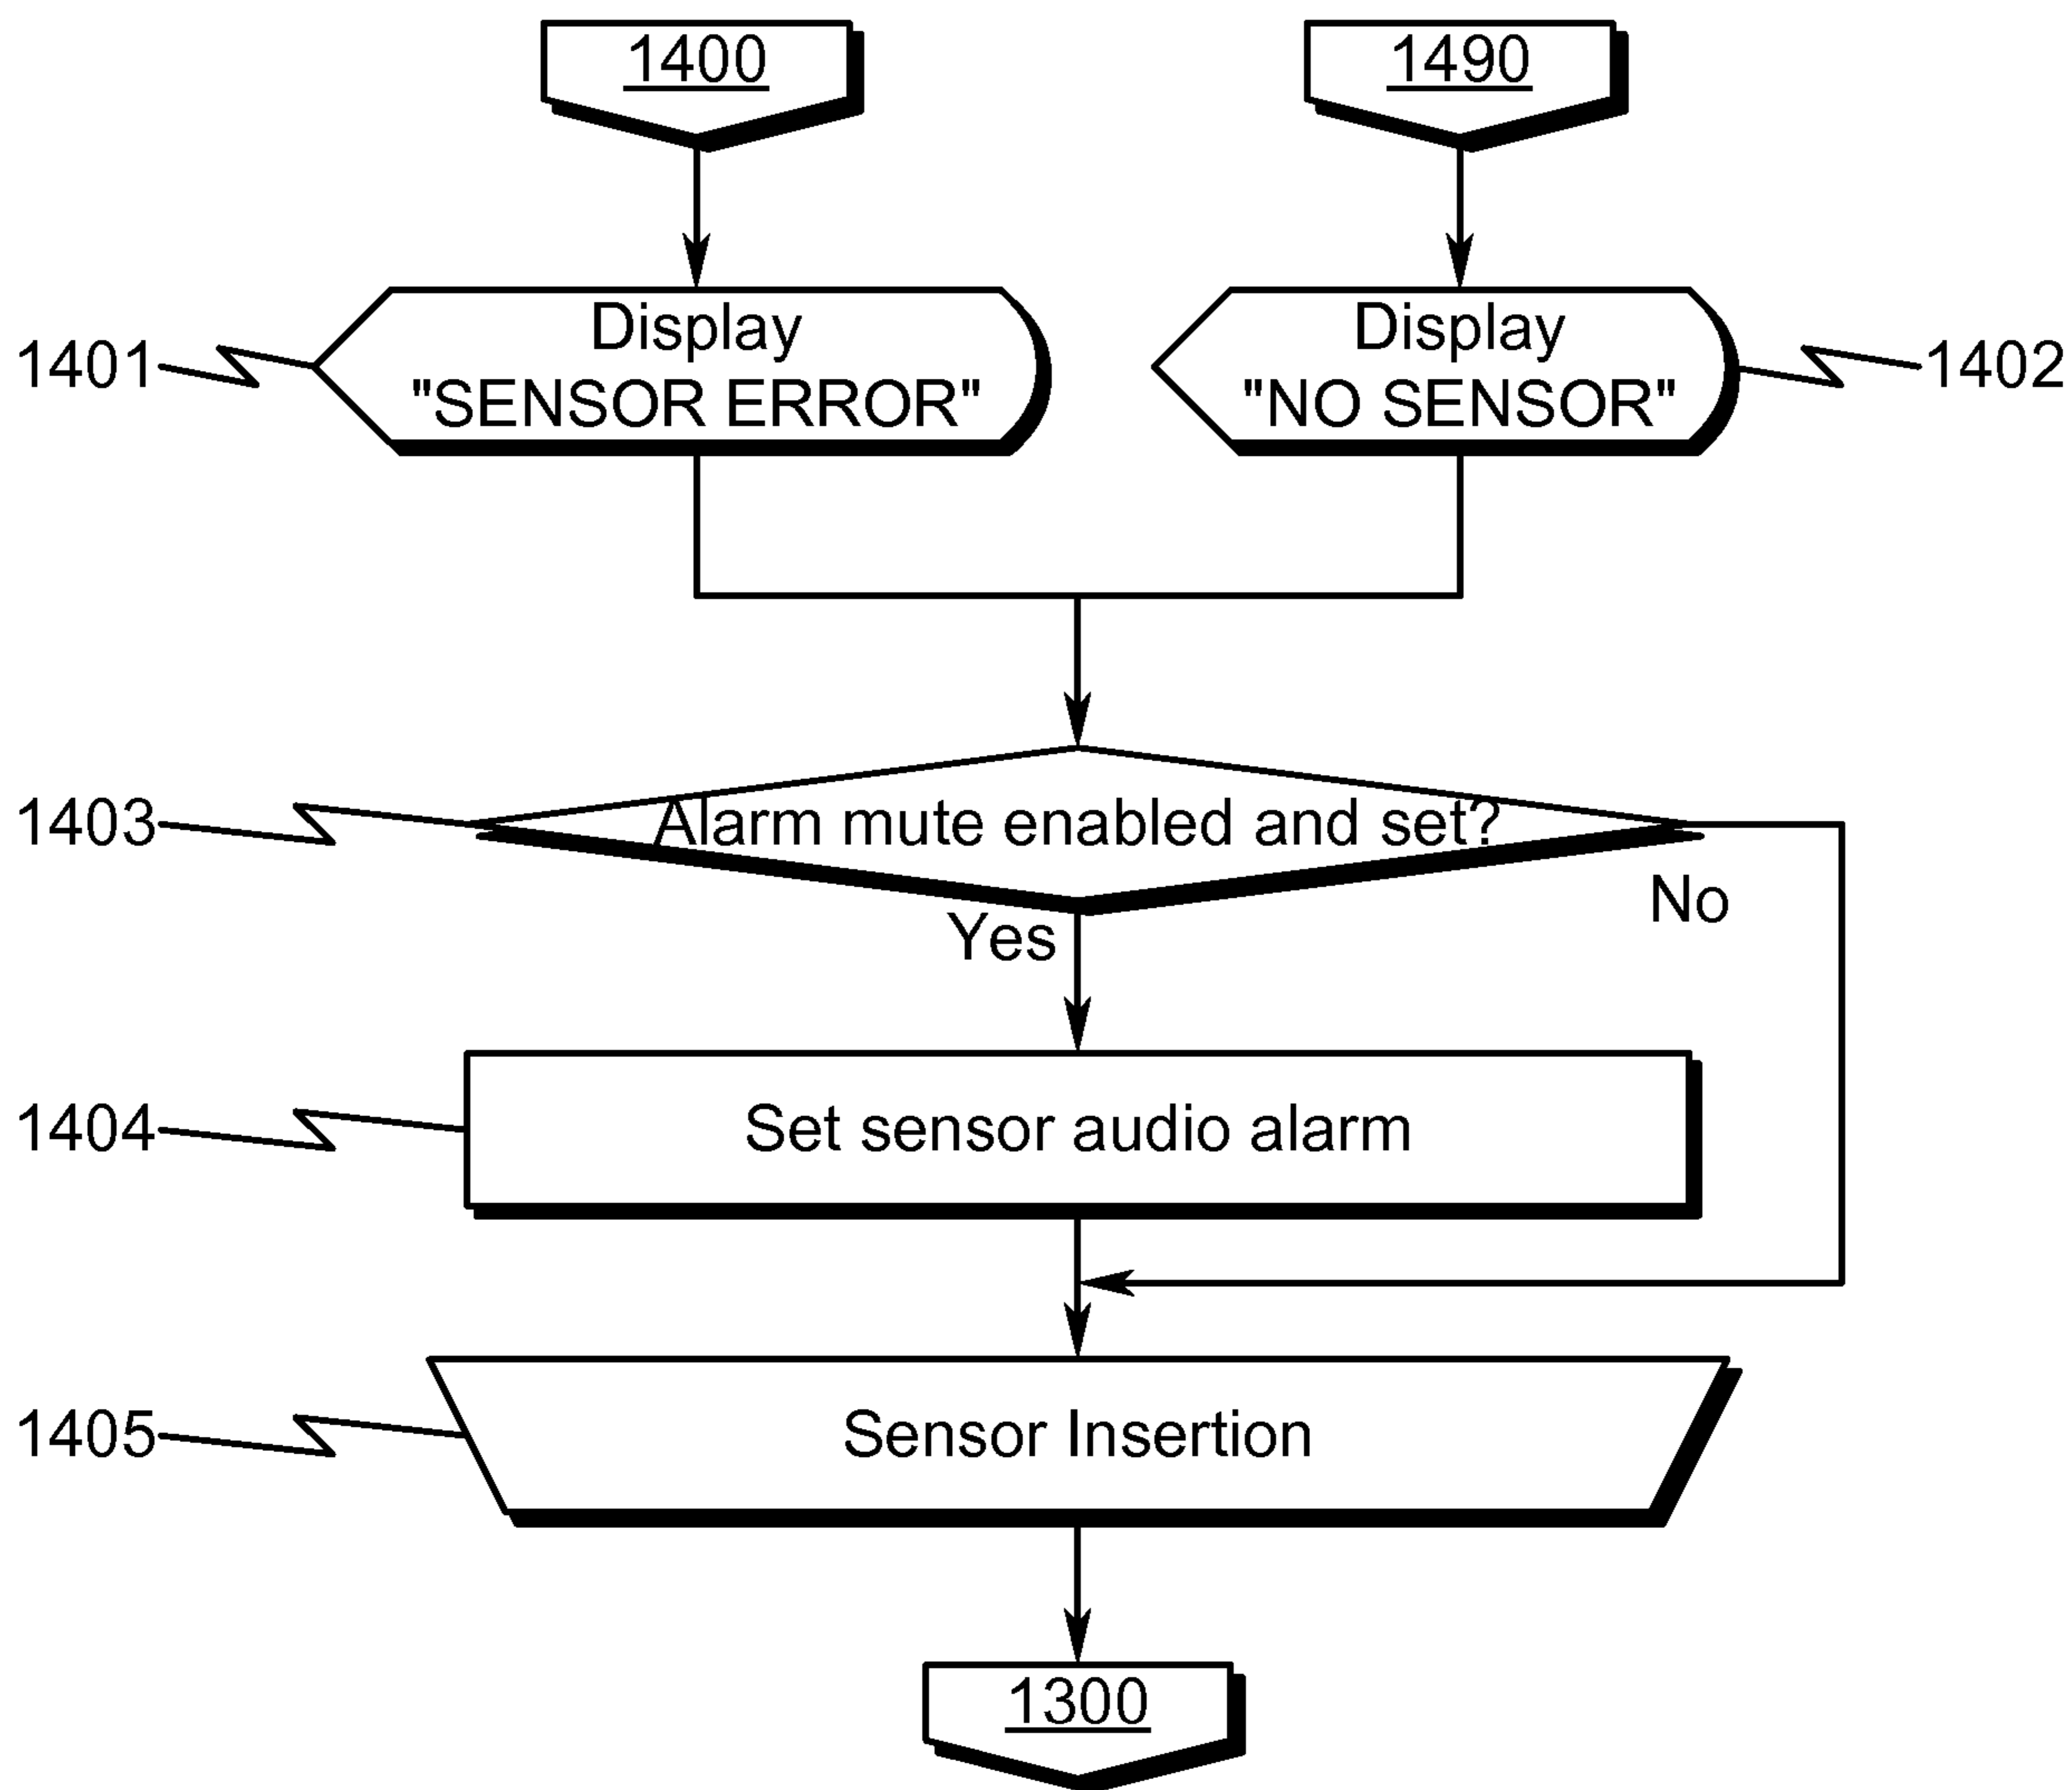 1400
1490
Display
"SENSOR ERROR"
Display
"NO SENSOR"
1401
1402
1403
Alarm mute enabled and set?
No
Yes
1404
Set sensor audio alarm
1405
Sensor Insertion
1300